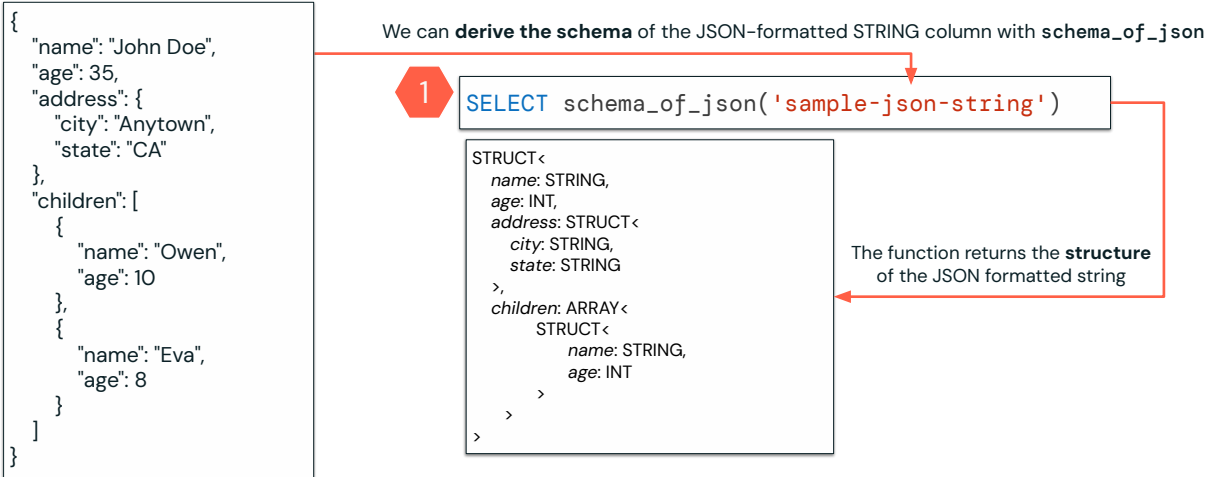 {
"name": "John Doe",
"age": 35,
"address": {
"city": "Anytown",
"state": "CA"
},
"children": [
{
"name": "Owen",
"age": 10
},
{
"name": "Eva",
"age": 8
}
]
}
We can derive the schema of the JSON-formatted STRING column with schema_of_json
1
SELECT schema_of_json('sample-json-string')
STRUCT<
name: STRING,
age: INT,
address: STRUCT<
city: STRING,
state: STRING
>,
children: ARRAY<
STRUCT<
name: STRING,
age: INT
>
>
>
The function returns the structure
of the JSON formatted string